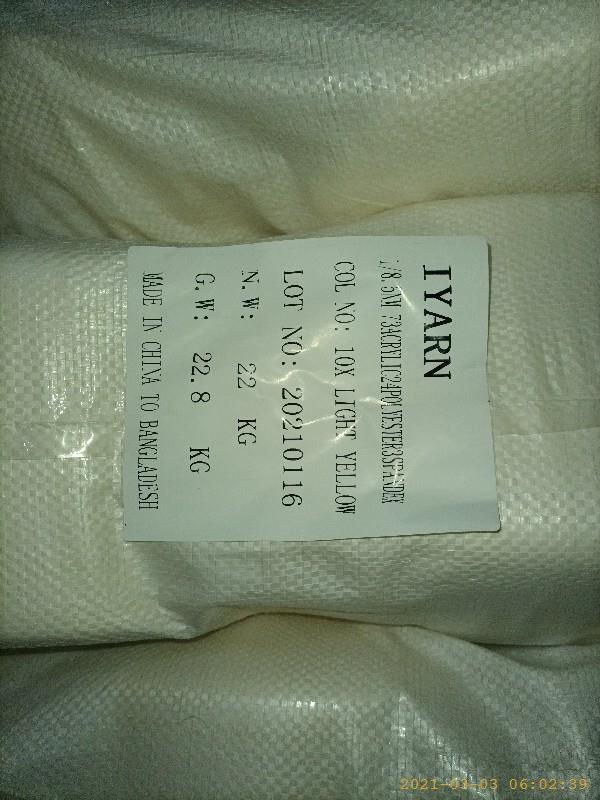 IYARN
1/8.5NM 73ACRYLIC24POLYESTER3SPANDEX
COL NO: 10X LIGHT YELLOW
LOT NO: 20210116
N.W: 22 KG
G.W: 22.8 KG
MADE IN CHINA TO BANGLADESH
2021-03-03 06:02:39